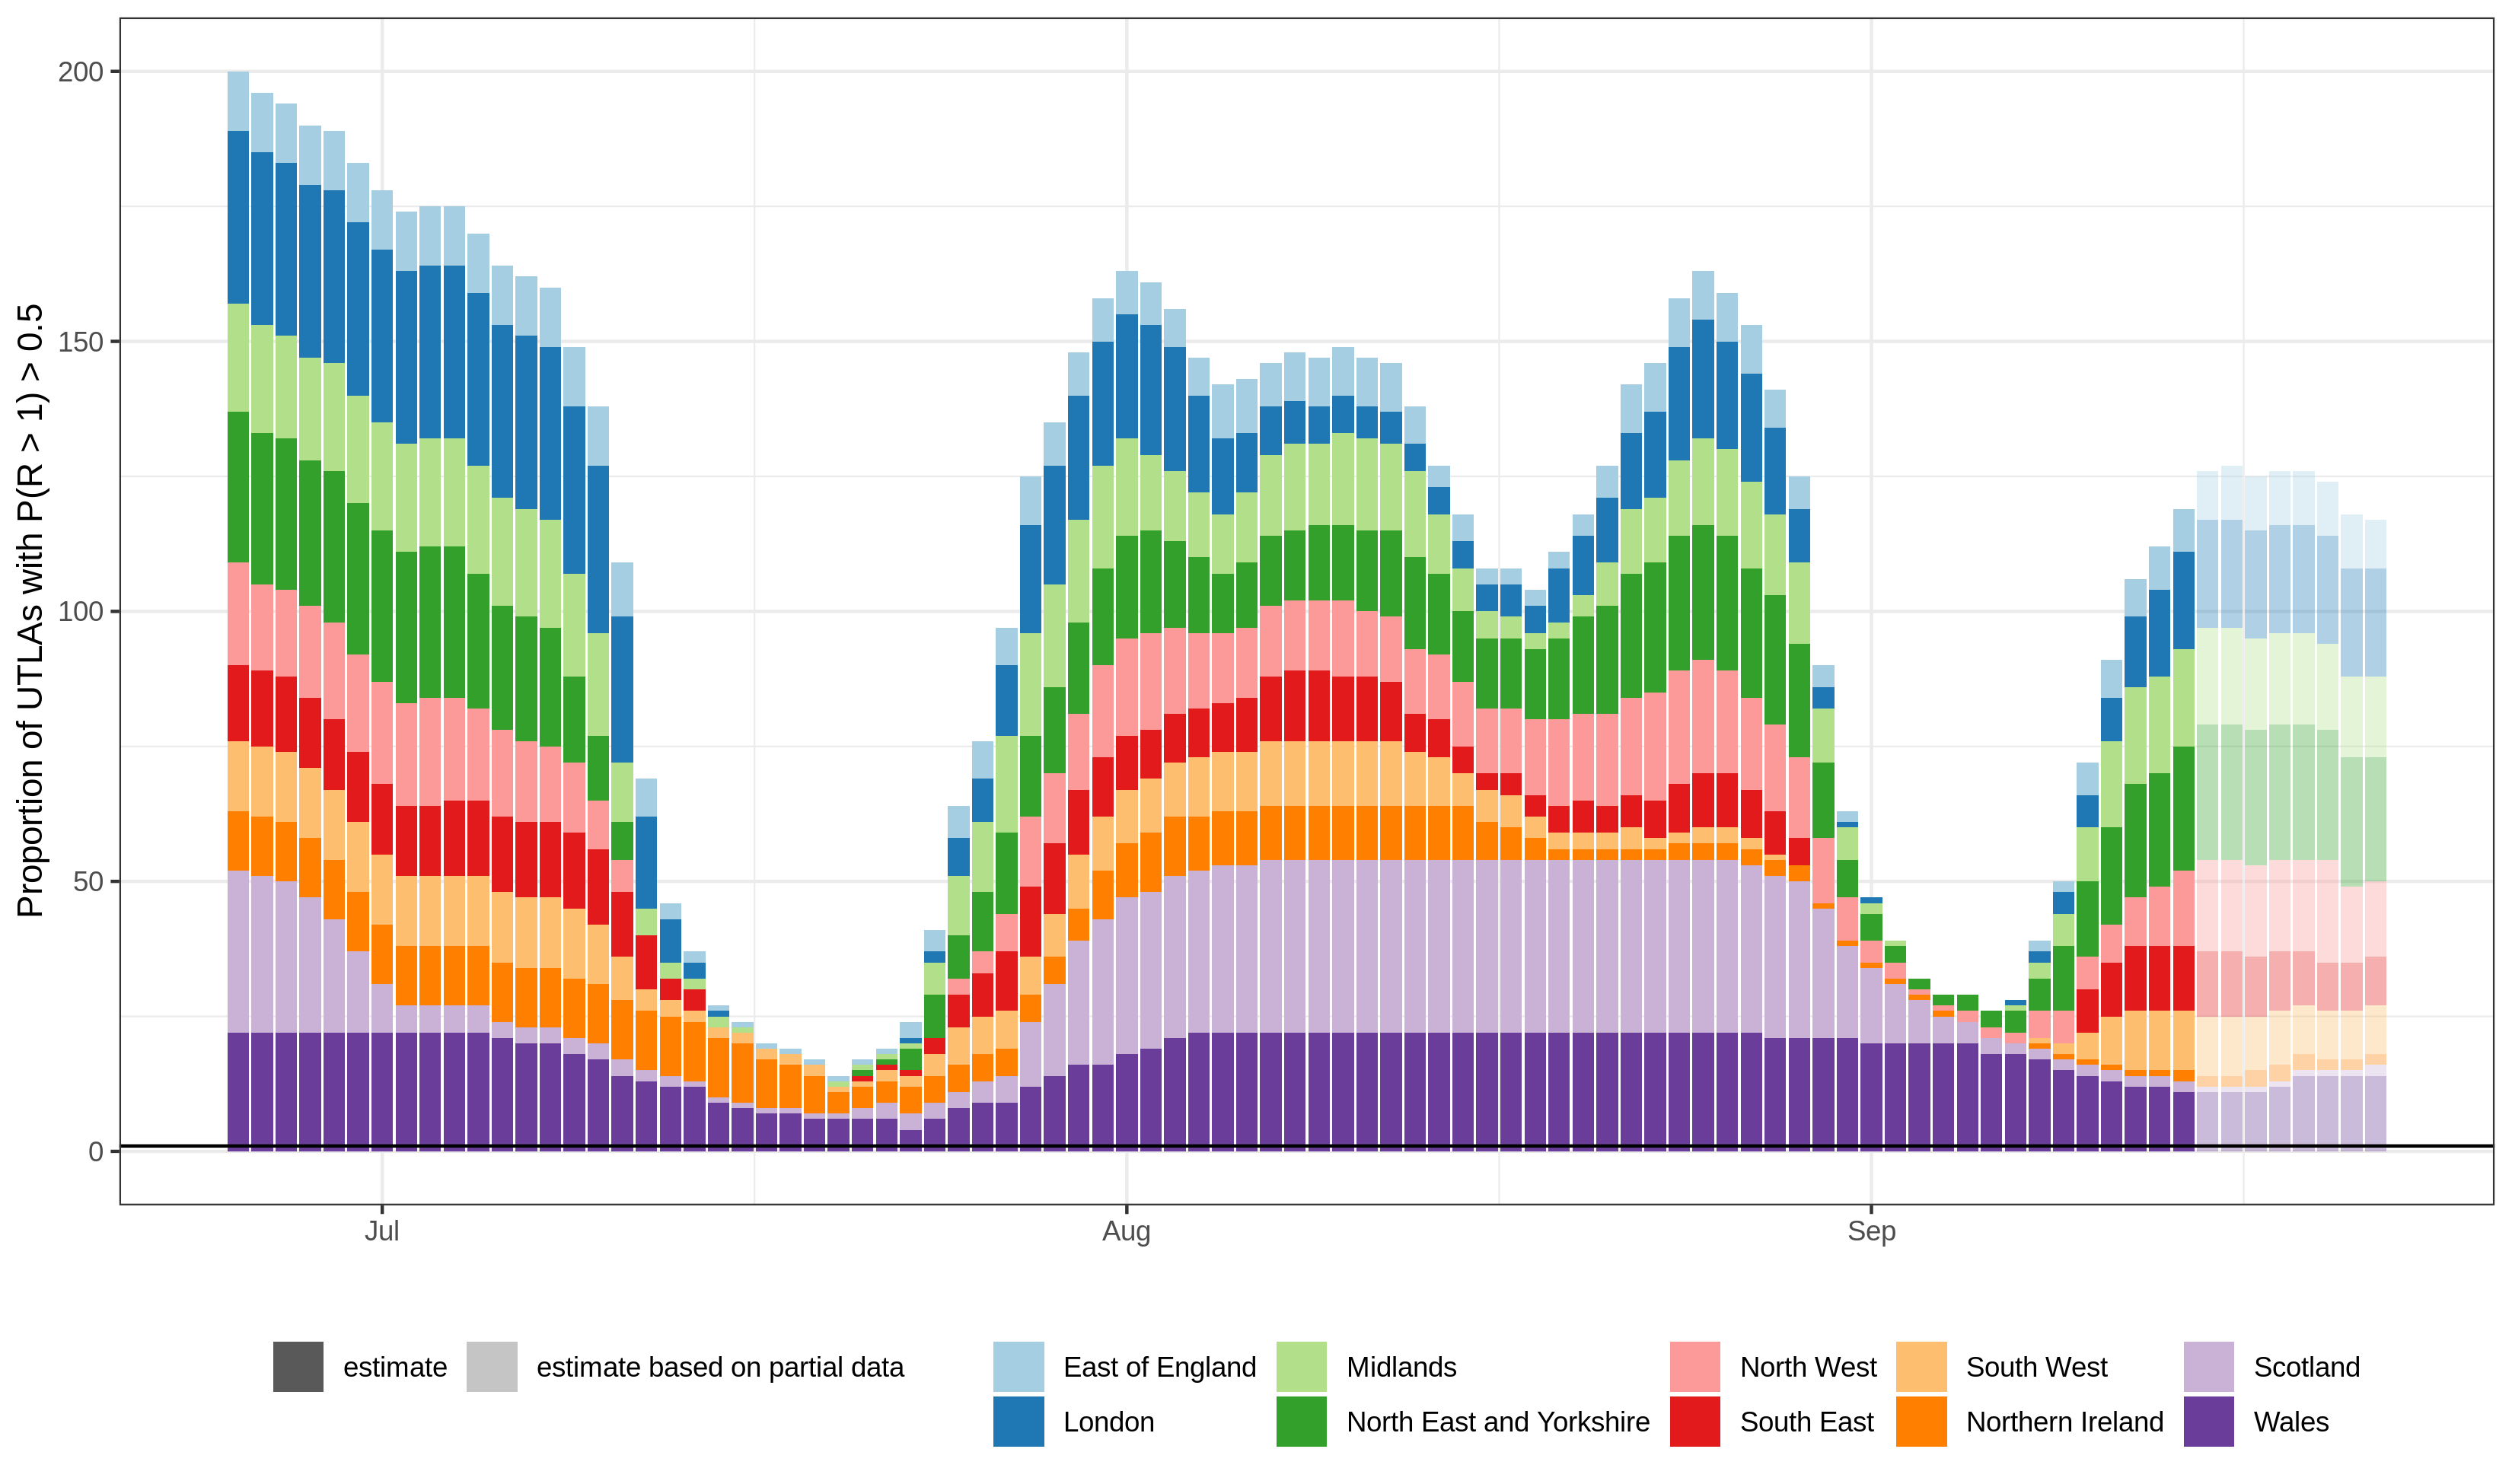 Proportion of UTLAs with P(R > 1) > 0.5
200
150
100
50
0
Jul Aug Sep
estimate estimate based on partial data East of England Midlands North West South West Scotland
London North East and Yorkshire South East Northern Ireland Wales